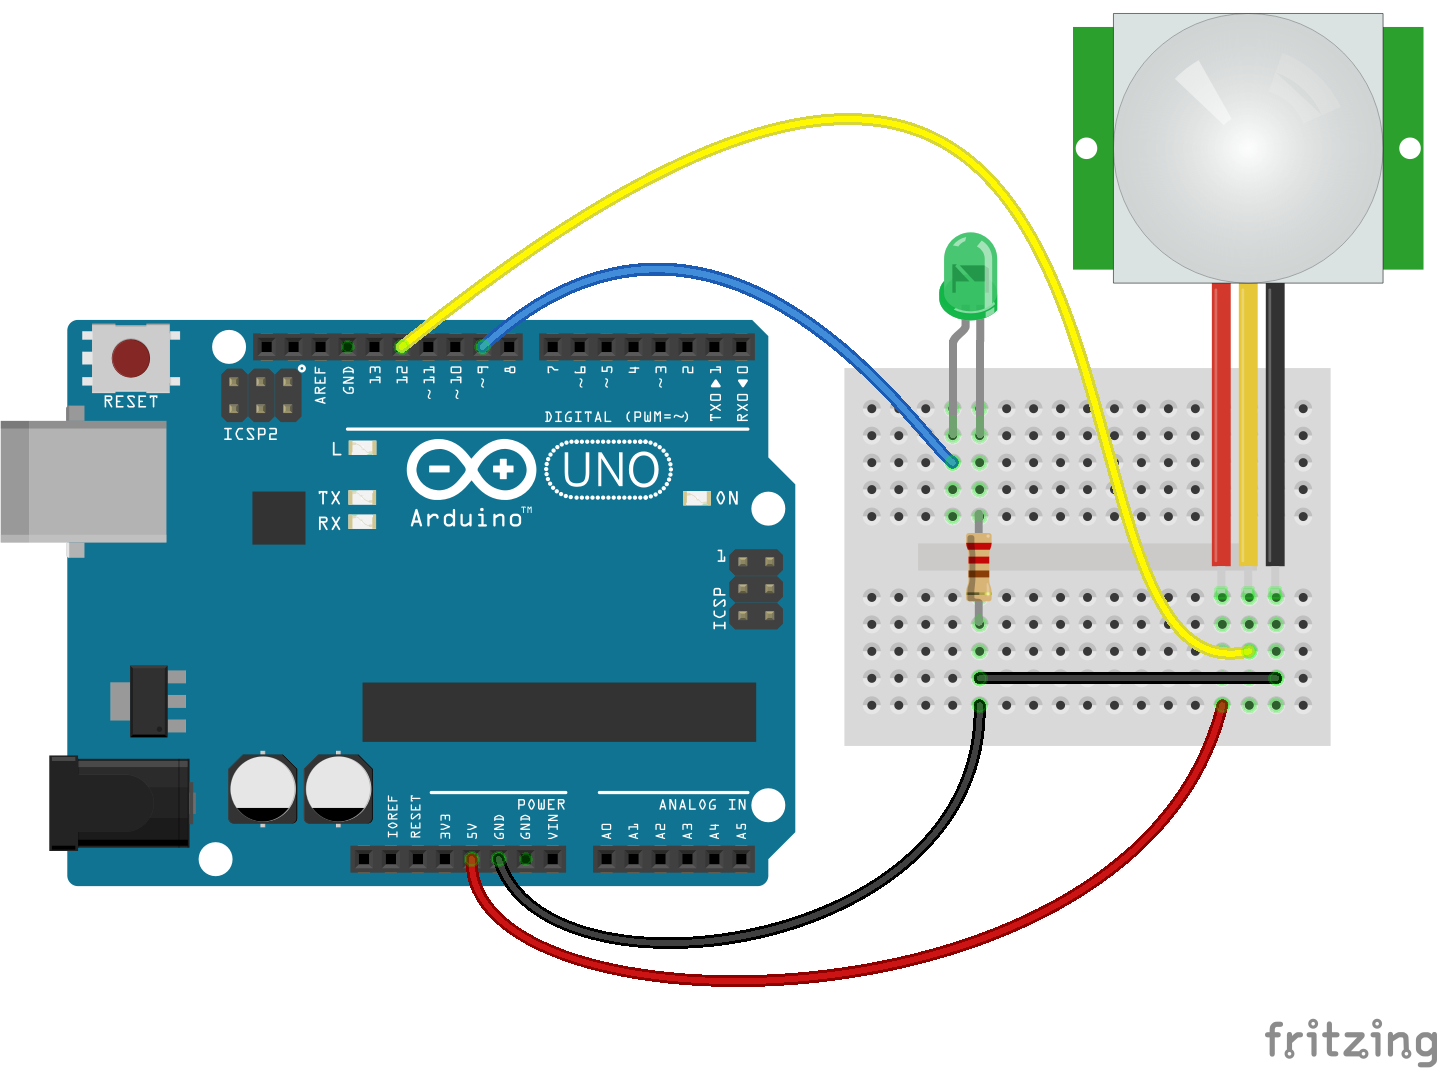 RESET
ICSP2
AREF
GND
13
12
~11
~10
~9
8
7
~6
~5
4
~3
2
TX0▶1
RX0◀0
DIGITAL (PWM=~)
L
TX
RX
UNO
Arduino™
ON
1
ICSP
POWER
ANALOG IN
IOREF
RESET
3V3
5V
GND
GND
VIN
A0
A1
A2
A3
A4
A5
fritzing